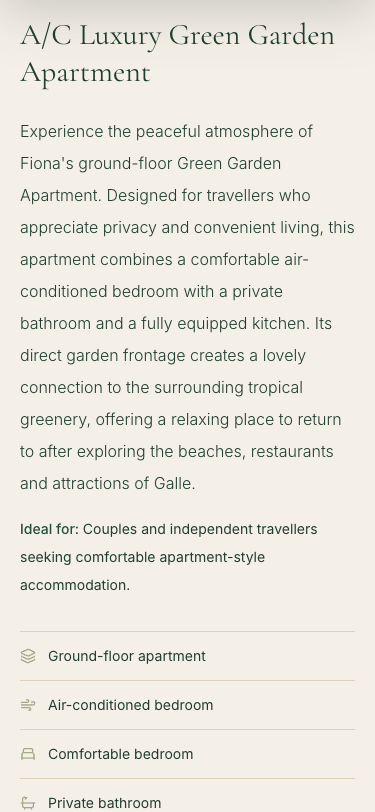 A/C Luxury Green Garden
Apartment
Experience the peaceful atmosphere of
Fiona's ground-floor Green Garden
Apartment. Designed for travellers who
appreciate privacy and convenient living, this
apartment combines a comfortable air-
conditioned bedroom with a private
bathroom and a fully equipped kitchen. Its
direct garden frontage creates a lovely
connection to the surrounding tropical
greenery, offering a relaxing place to return
to after exploring the beaches, restaurants
and attractions of Galle.
Ideal for: Couples and independent travellers
seeking comfortable apartment-style
accommodation.
Ground-floor apartment
Air-conditioned bedroom
Comfortable bedroom
Private bathroom